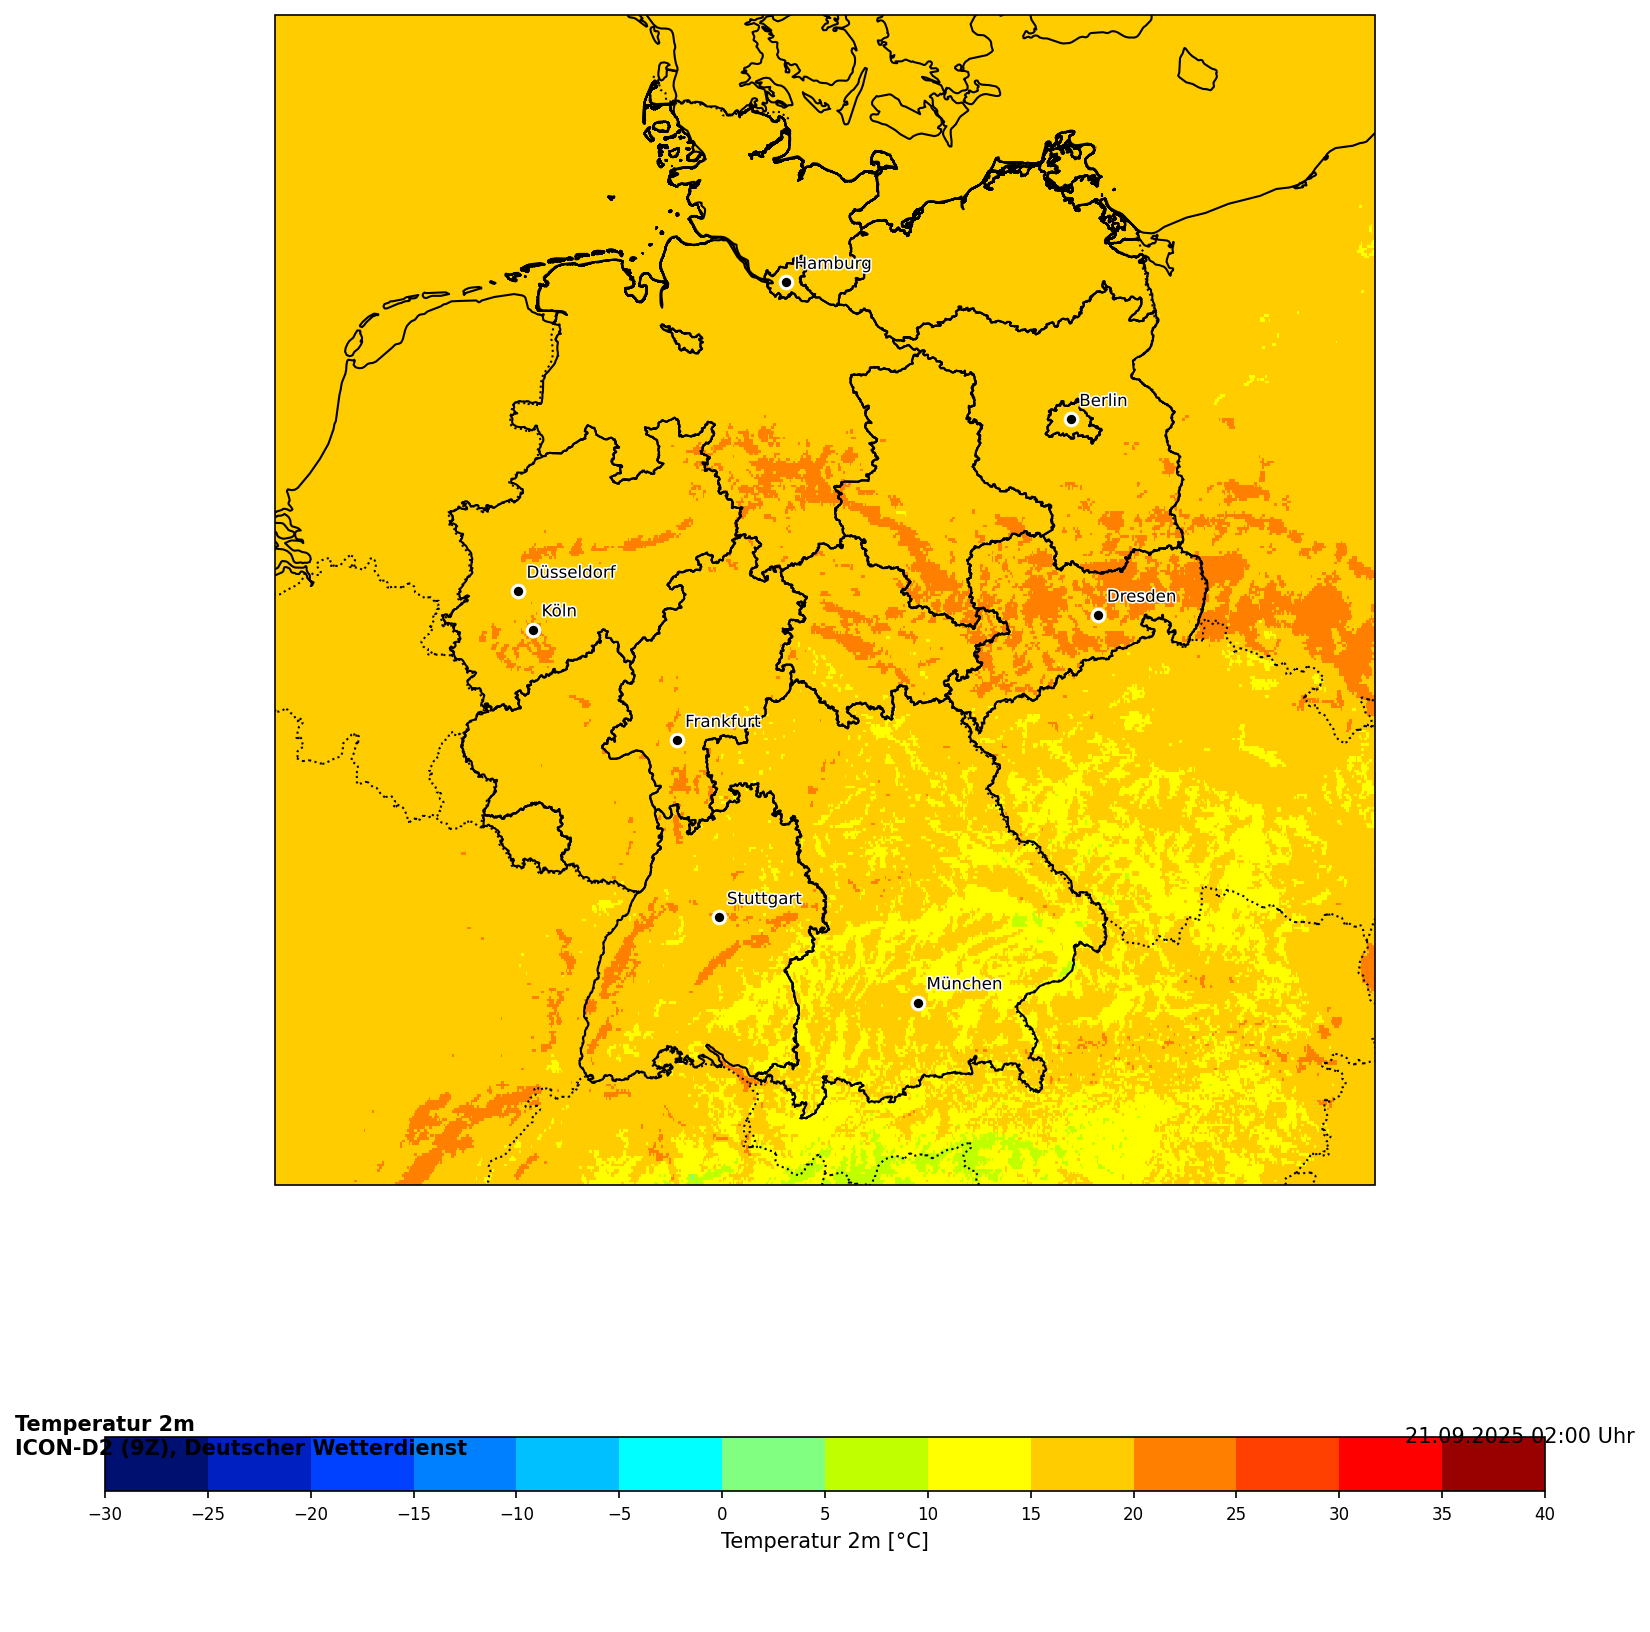 Hamburg
Berlin
Düsseldorf
Köln
Dresden
Frankfurt
Stuttgart
München
Temperatur 2m
ICON-D2 (9Z), Deutscher Wetterdienst
21.09.2025 02:00 Uhr
−30 −25 −20 −15 −10 −5 0 5 10 15 20 25 30 35 40
Temperatur 2m [°C]